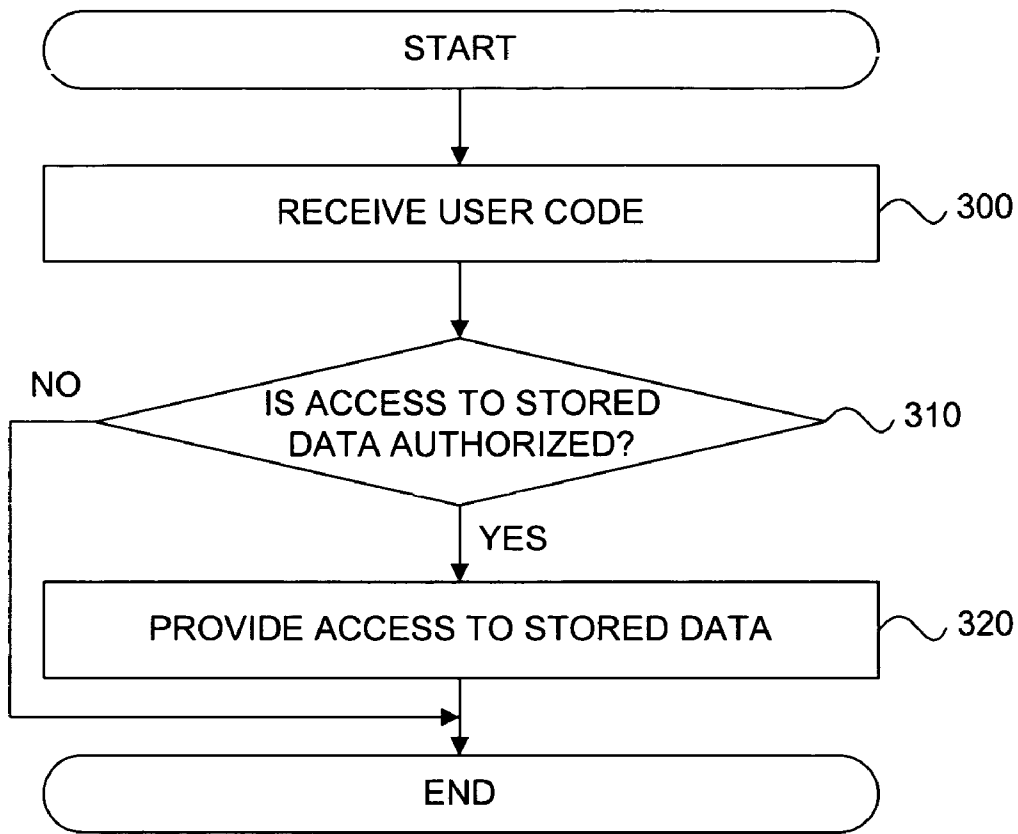 START
RECEIVE USER CODE
300
NO
IS ACCESS TO STORED
DATA AUTHORIZED?
310
YES
PROVIDE ACCESS TO STORED DATA
320
END